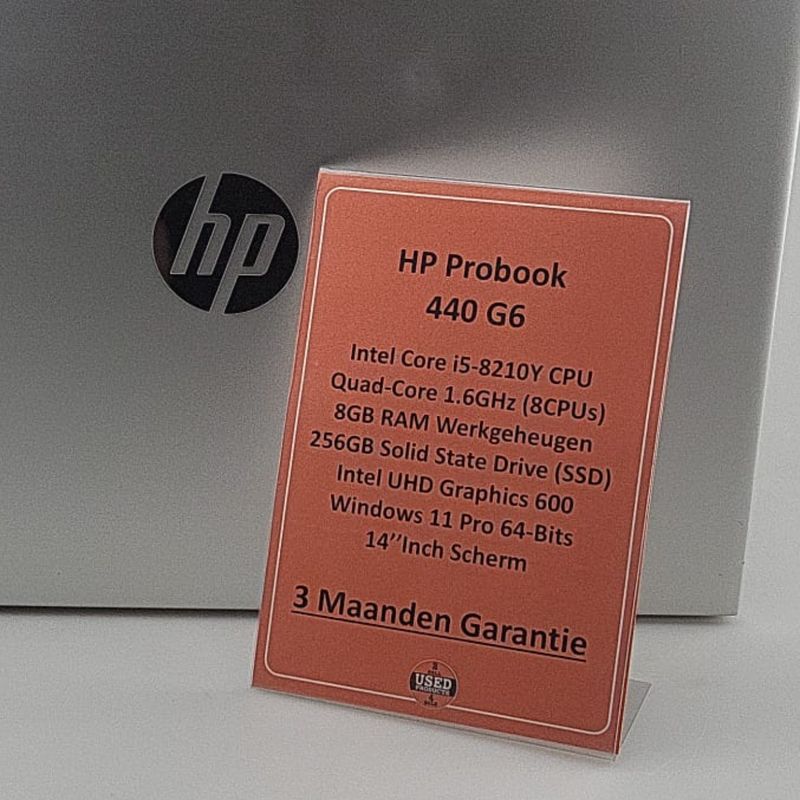 hp
HP Probook
440 G6
Intel Core i5-8210Y CPU
Quad-Core 1.6GHz (8CPUs)
8GB RAM Werkgeheugen
256GB Solid State Drive (SSD)
Intel UHD Graphics 600
Windows 11 Pro 64-Bits
14’’Inch Scherm
3 Maanden Garantie
USED
PRODUCTS